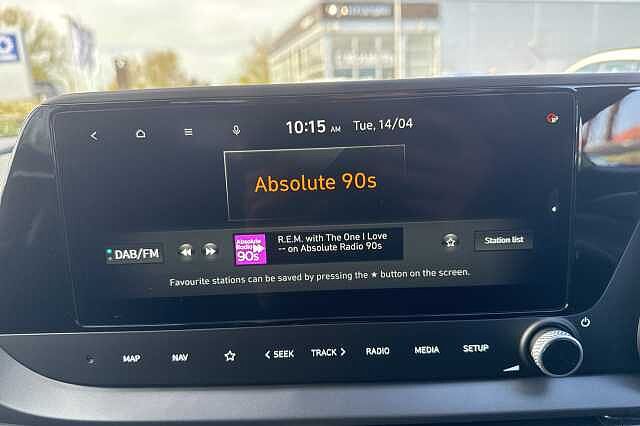 10:15 AM Tue, 14/04
Absolute 90s
DAB/FM
Absolute
Radio
90s
R.E.M. with The One I Love
-- on Absolute Radio 90s
Station list
Favourite stations can be saved by pressing the ★ button on the screen.
MAP NAV ☆ < SEEK TRACK > RADIO MEDIA SETUP